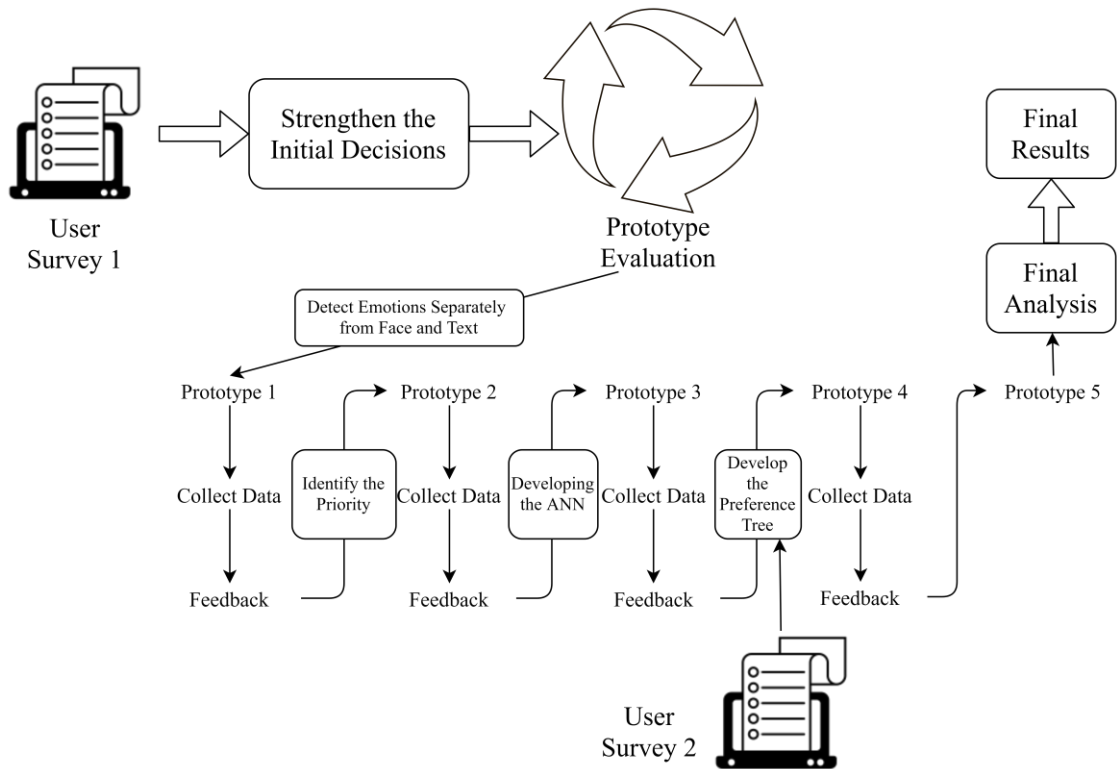 User
Survey 1
Strengthen the
Initial Decisions
Prototype
Evaluation
Final
Results
Final
Analysis
Detect Emotions Separately
from Face and Text
Prototype 1
Collect Data
Feedback
Identify the
Priority
Prototype 2
Collect Data
Feedback
Developing
the ANN
Prototype 3
Collect Data
Feedback
Develop
the
Preference
Tree
Prototype 4
Collect Data
Feedback
Prototype 5
User
Survey 2